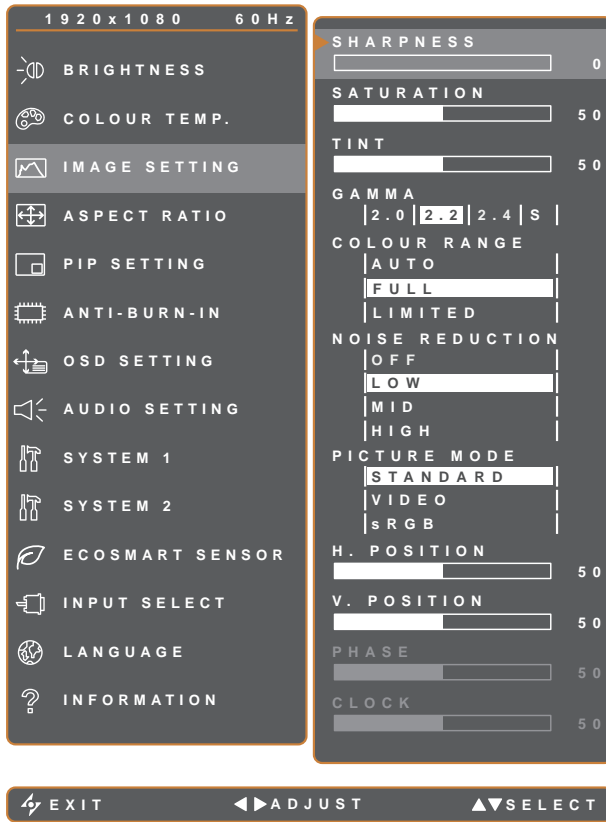 1920x1080 60Hz
BRIGHTNESS
COLOUR TEMP.
IMAGE SETTING
ASPECT RATIO
PIP SETTING
ANTI-BURN-IN
OSD SETTING
AUDIO SETTING
SYSTEM 1
SYSTEM 2
ECOSMART SENSOR
INPUT SELECT
LANGUAGE
INFORMATION
SHARPNESS
0
SATURATION
50
TINT
50
GAMMA
2.0 2.2 2.4 S
COLOUR RANGE
AUTO
FULL
LIMITED
NOISE REDUCTION
OFF
LOW
MID
HIGH
PICTURE MODE
STANDARD
VIDEO
sRGB
H. POSITION
50
V. POSITION
50
PHASE
50
CLOCK
50
EXIT ADJUST SELECT